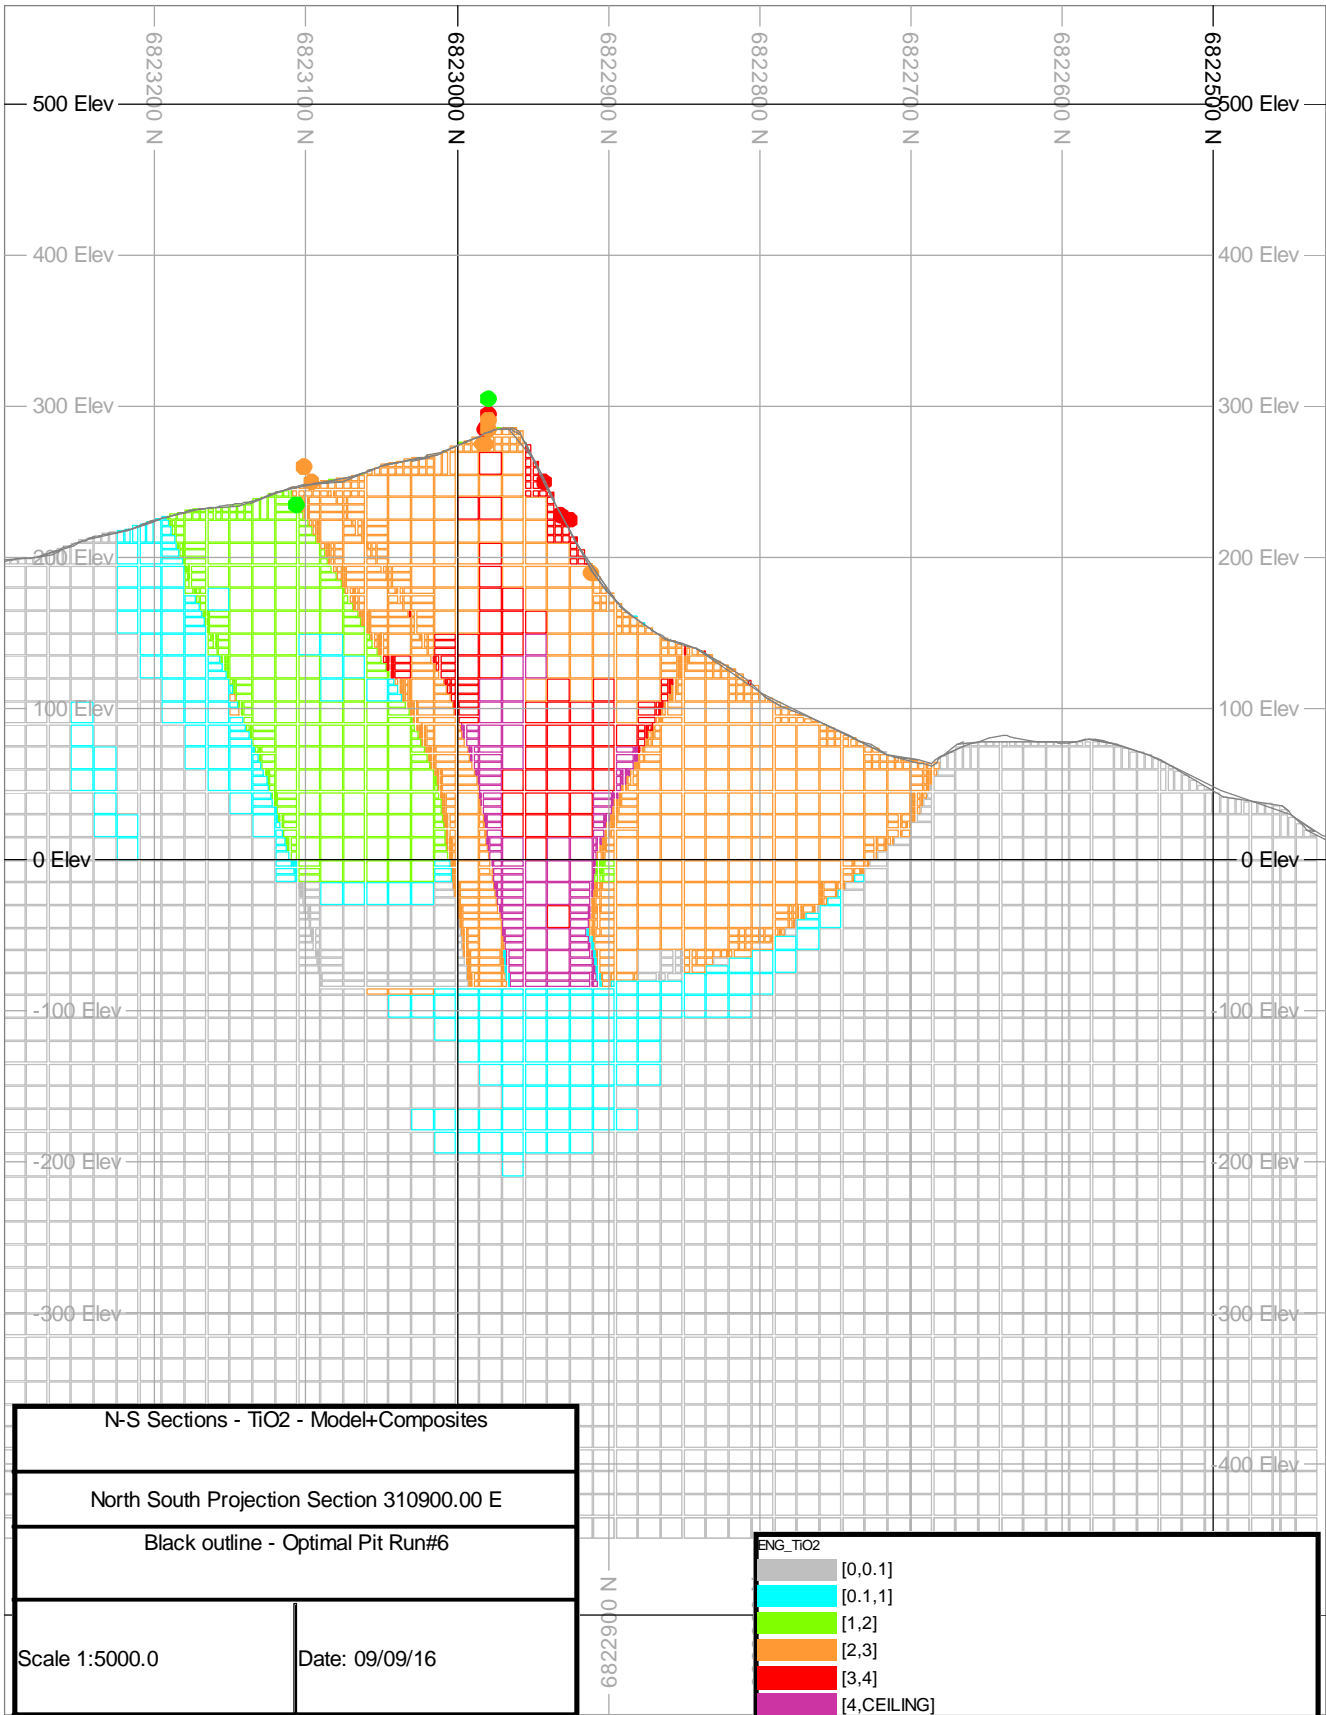 6823200 N
6823100 N
6823000 N
6822900 N
6822800 N
6822700 N
6822600 N
6822500 N
500 Elev
500 Elev
400 Elev
400 Elev
300 Elev
300 Elev
200 Elev
200 Elev
100 Elev
100 Elev
0 Elev
0 Elev
-100 Elev
-100 Elev
-200 Elev
-200 Elev
-300 Elev
-300 Elev
-400 Elev
N-S Sections - TiO2 - Model+Composites
North South Projection Section 310900.00 E
Black outline - Optimal Pit Run#6
Scale 1:5000.0
Date: 09/09/16
6822900 N
ENG_TiO2
[0,0.1]
[0.1,1]
[1,2]
[2,3]
[3,4]
[4,CEILING]